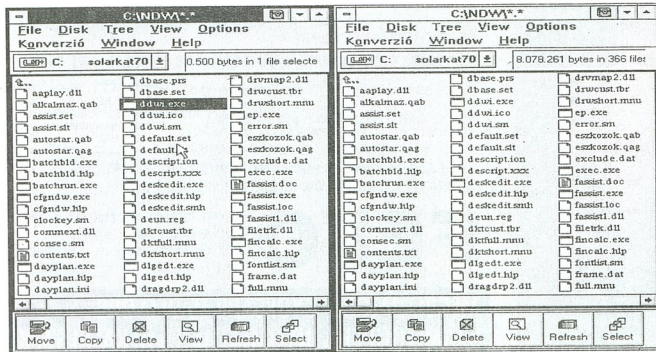 C:\NDW\*.*
File Disk Tree View Options
Konverzió Window Help
C: solarkat70 0.500 bytes in 1 file selecte
aaplay.dll
alkalmaz.qab
assist.set
assist.slt
autostar.qab
autostar.qag
batchbld.exe
batchbld.hlp
batchrun.exe
cfgndw.exe
cfgndw.hlp
clockey.sm
commext.dll
consec.sm
contents.txt
dayplan.exe
dayplan.hlp
dayplan.ini
dbase.prs
dbase.set
ddwi.exe
ddwi.ico
ddwi.sm
default.set
descript.ion
descript.xxx
deskedit.exe
deskedit.hlp
deskedit.smh
deun.reg
dktcust.tbr
dktfull.mnu
dktshort.mnu
dlgedt.exe
dlgedt.hlp
dragdrp2.dll
drvmap2.dll
drwcust.tbr
drwshort.mnu
ep.exe
error.sm
eszkozok.qab
eszkozok.qag
exclude.dat
exec.exe
fassist.doc
fassist.exe
fassist.loc
fassist1.dll
filetrk.dll
fincalc.exe
fincalc.hlp
fontlist.sm
frame.dat
full.mnu
Move Copy Delete View Refresh Select
C:\NDW\*.*
File Disk Tree View Options
Konverzió Window Help
C: solarkat70 8.078.261 bytes in 366 files
aaplay.dll
alkalmaz.qab
assist.set
assist.slt
autostar.qab
autostar.qag
batchbld.exe
batchbld.hlp
batchrun.exe
cfgndw.exe
cfgndw.hlp
clockey.sm
commext.dll
consec.sm
contents.txt
dayplan.exe
dayplan.hlp
dayplan.ini
dbase.prs
dbase.set
ddwi.exe
ddwi.ico
ddwi.sm
default.set
default.slt
descript.ion
descript.xxx
deskedit.exe
deskedit.hlp
deskedit.smh
deun.reg
dktcust.tbr
dktfull.mnu
dktshort.mnu
dlgedt.exe
dlgedt.hlp
dragdrp2.dll
drvmap2.dll
drwcust.tbr
drwshort.mnu
ep.exe
error.sm
eszkozok.qab
eszkozok.qag
exclude.dat
exec.exe
fassist.doc
fassist.exe
fassist.loc
fassist1.dll
filetrk.dll
fincalc.exe
fincalc.hlp
fontlist.sm
frame.dat
full.mnu
Move Copy Delete View Refresh Select